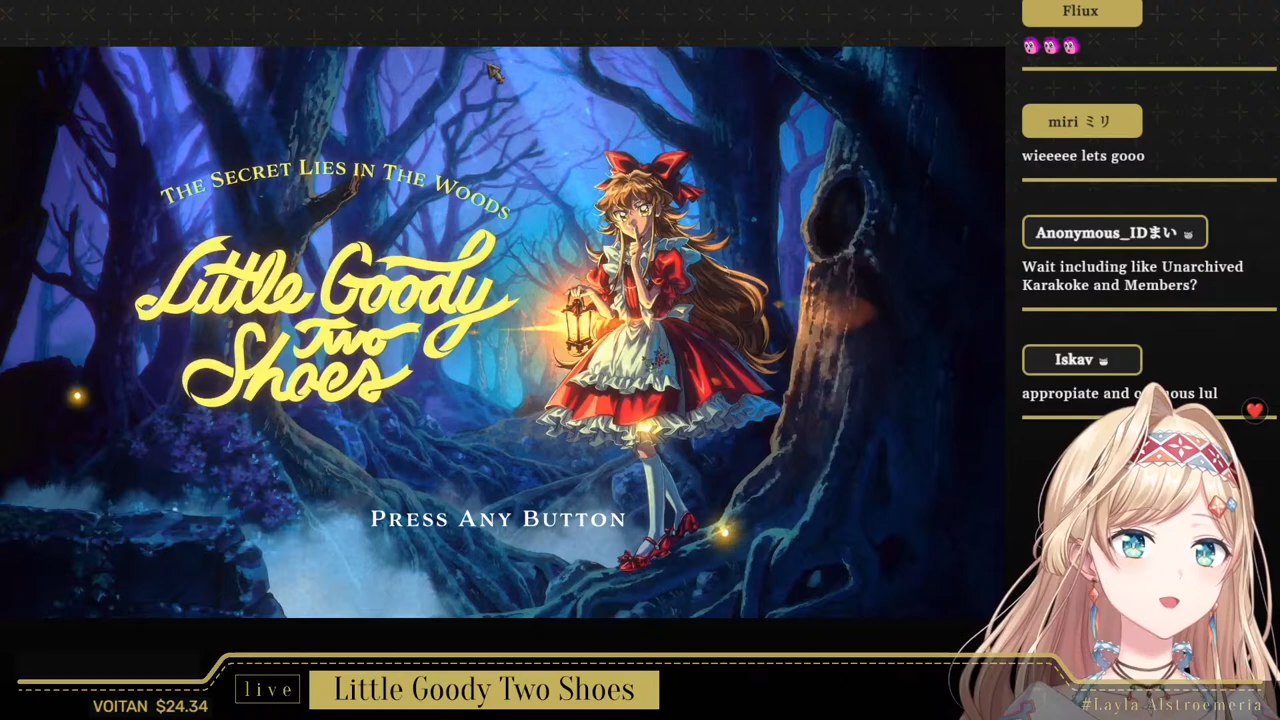 Fliux
miri ミリ
wieeeee lets gooo
Anonymous_IDまい
Wait including like Unarchived
Karakoke and Members?
Iskav
appropiate and ous lul
THE SECRET LIES IN THE WOODS
Little Goody
Two
Shoes
PRESS ANY BUTTON
live
Little Goody Two Shoes
VOITAN $24.34
#Layla Alstroemeria